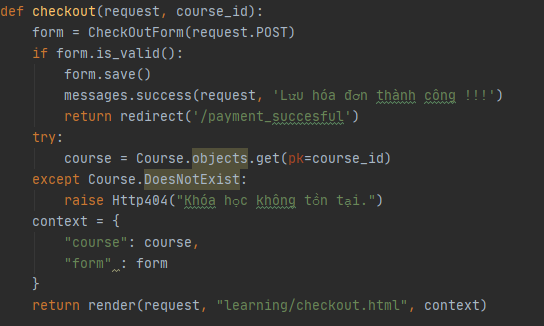 def checkout(request, course_id):
    form = CheckOutForm(request.POST)
    if form.is_valid():
        form.save()
        messages.success(request, 'Lưu hóa đơn thành công !!!')
        return redirect('/payment_succesful')
    try:
        course = Course.objects.get(pk=course_id)
    except Course.DoesNotExist:
        raise Http404("Khóa học không tồn tại.")
    context = {
        "course": course,
        "form" : form
    }
    return render(request, "learning/checkout.html", context)